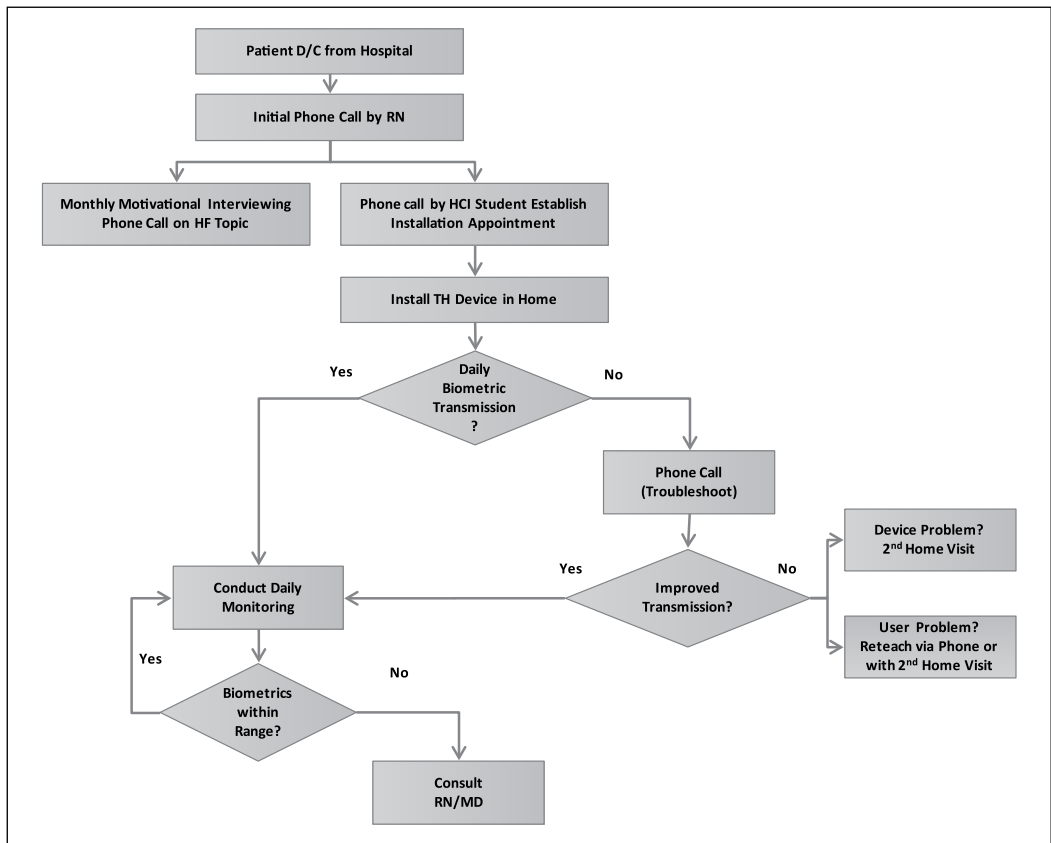 Patient D/C from Hospital
Initial Phone Call by RN
Monthly Motivational Interviewing
Phone Call on HF Topic
Phone call by HCI Student Establish
Installation Appointment
Install TH Device in Home
Yes
Daily
Biometric
Transmission
?
No
Phone Call
(Troubleshoot)
Device Problem?
2nd Home Visit
Yes
Improved
Transmission?
No
User Problem?
Reteach via Phone or
with 2nd Home Visit
Conduct Daily
Monitoring
Yes
Biometrics
within
Range?
No
Consult
RN/MD